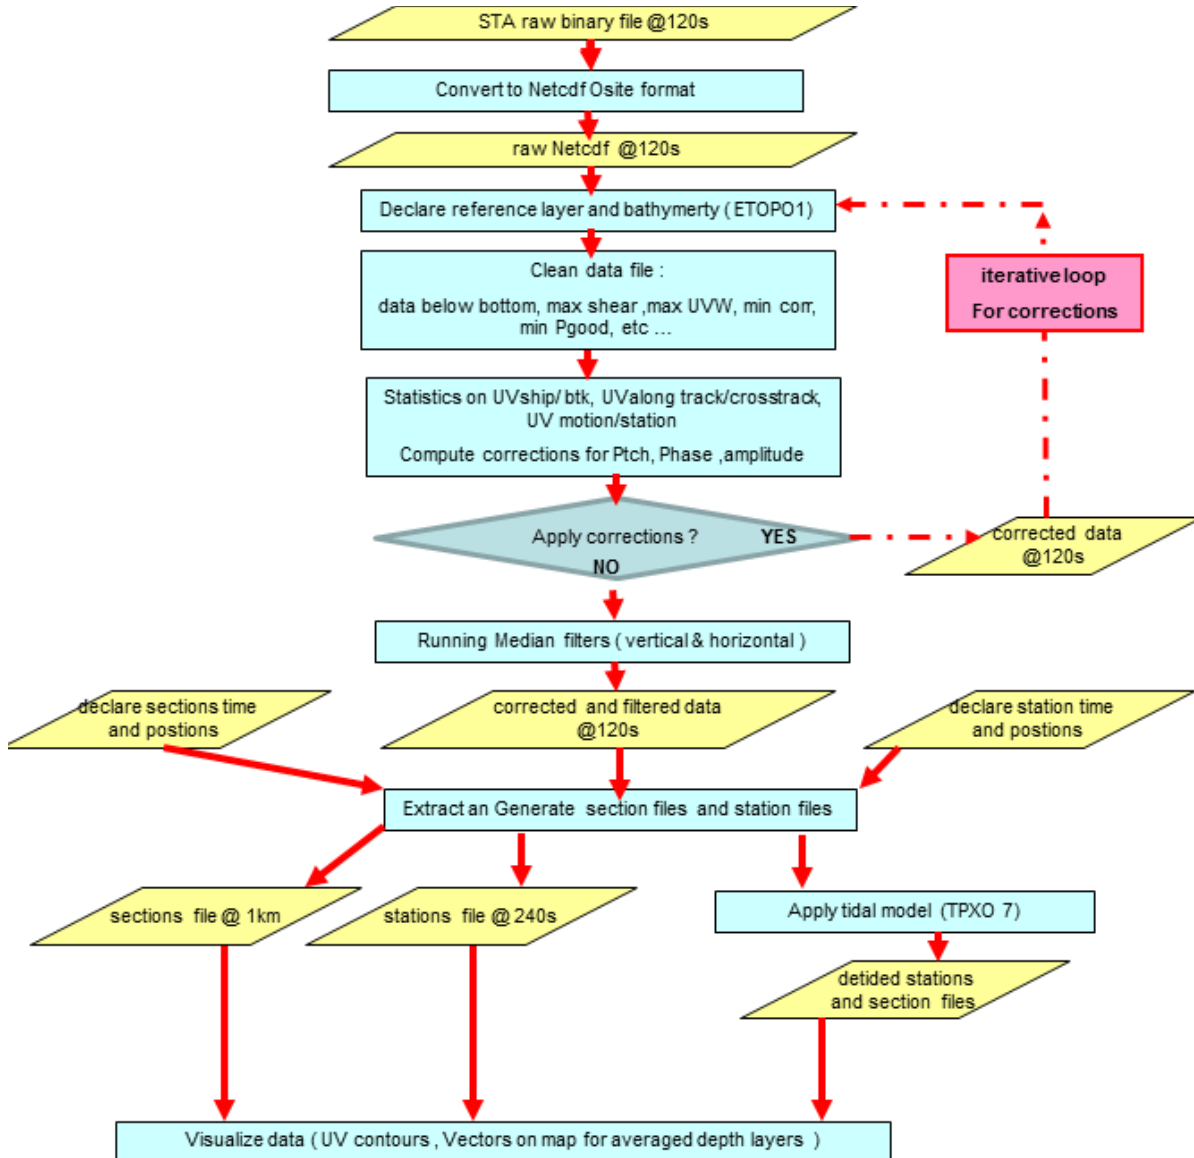 STA raw binary file @120s
Convert to Netcdf Osite format
raw Netcdf @120s
Declare reference layer and bathymerty ( ETOPO1)
Clean data file :
data below bottom, max shear ,max UVW, min corr,
min Pgood, etc ...
iterative loop
For corrections
Statistics on UVship/ btk, UValong track/crosstrack,
UV motion/station
Compute corrections for Ptch, Phase ,amplitude
Apply corrections ?
YES
NO
corrected data
@120s
Running Median filters ( vertical & horizontal )
declare sections time
and postions
corrected and filtered data
@120s
declare station time
and postions
Extract an Generate section files and station files
sections file @ 1km
stations file @ 240s
Apply tidal model (TPXO 7)
detided stations
and section files
Visualize data ( UV contours , Vectors on map for averaged depth layers )